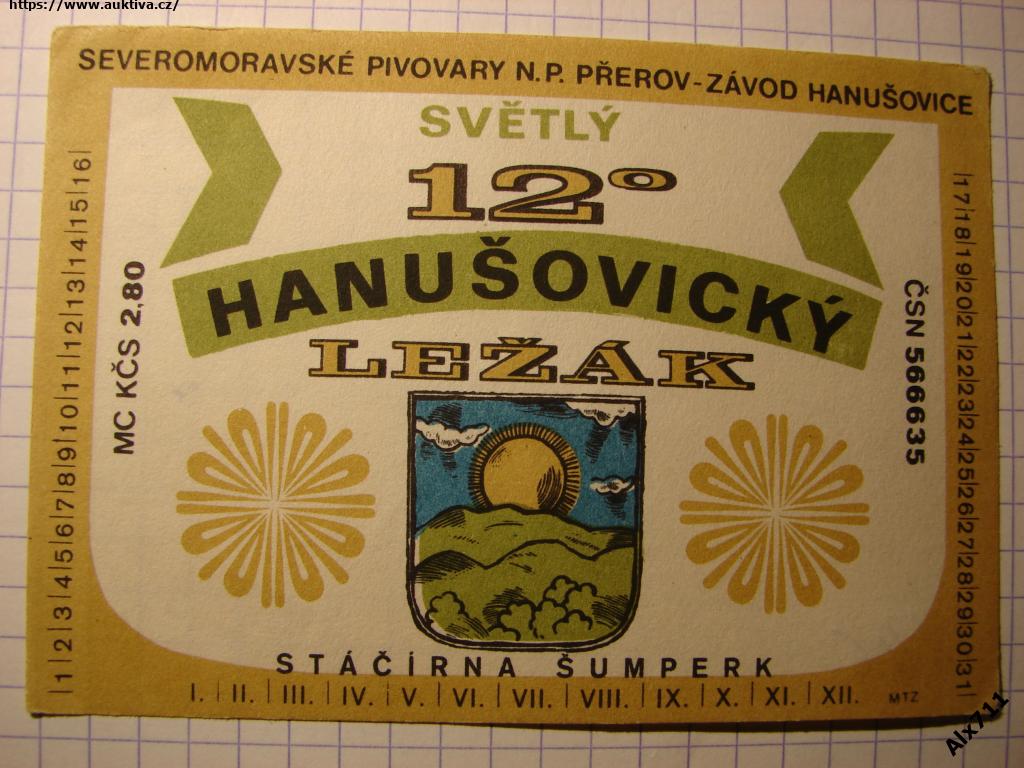 https://www.auktiva.cz/
SEVEROMORAVSKÉ PIVOVARY N.P. PŘEROV-ZÁVOD HANUŠOVICE
SVĚTLÝ
12°
HANUŠOVICKÝ
LEŽÁK
MC KČS 2,80
ČSN 566635
1|2|3|4|5|6|7|8|9|10|11|12|13|14|15|16|
|17|18|19|20|21|22|23|24|25|26|27|28|29|30|31
STÁČÍRNA ŠUMPERK
I. | II. | III. | IV. | V. | VI. | VII. | VIII. | IX. | X. | XI. | XII.
MTZ
Alx711